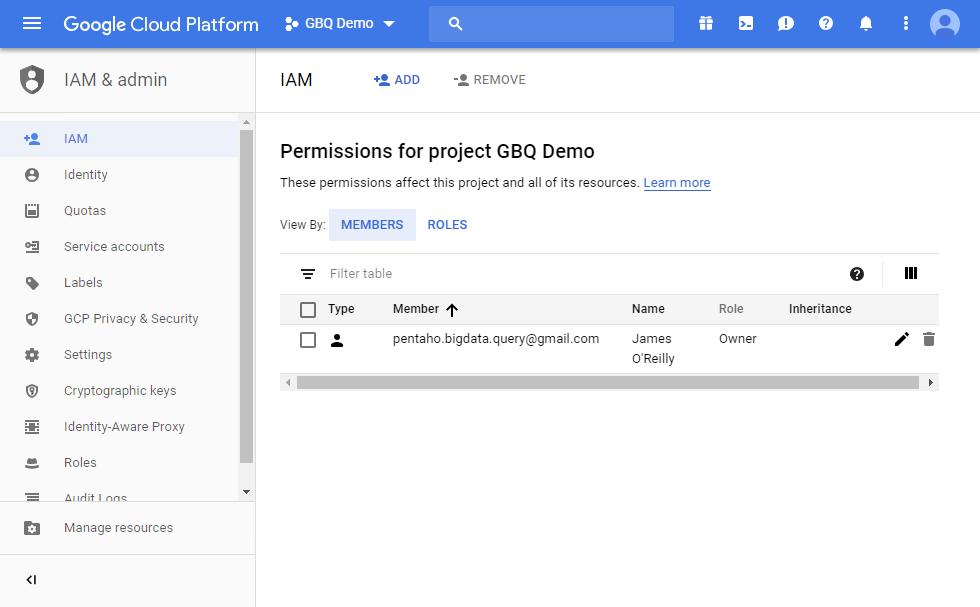 Google Cloud Platform
GBQ Demo
IAM & admin
IAM
ADD
REMOVE
IAM
Identity
Quotas
Service accounts
Labels
GCP Privacy & Security
Settings
Cryptographic keys
Identity-Aware Proxy
Roles
Audit Logs
Manage resources
Permissions for project GBQ Demo
These permissions affect this project and all of its resources. Learn more
View By: MEMBERS ROLES
Filter table
Type Member Name Role Inheritance
pentaho.bigdata.query@gmail.com James Owner
O'Reilly